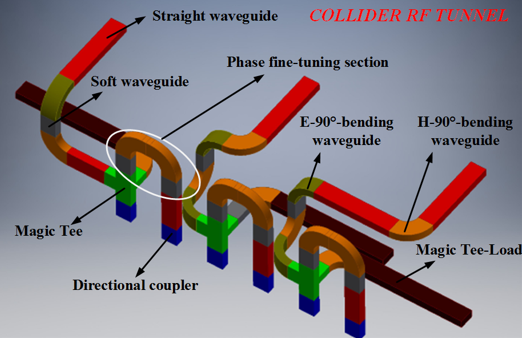 COLLIDER RF TUNNEL
Straight waveguide
Phase fine-tuning section
Soft waveguide
E-90°-bending
waveguide
H-90°-bending
waveguide
Magic Tee
Magic Tee-Load
Directional coupler